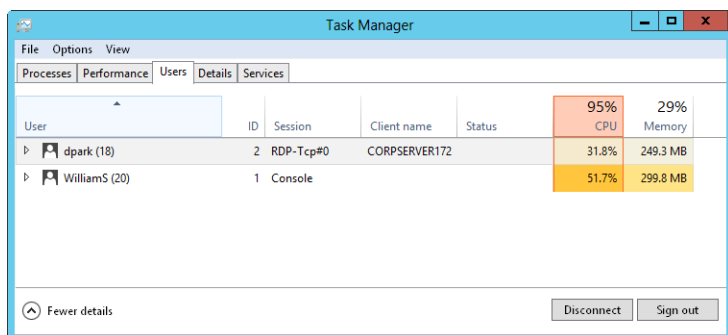 Task Manager
File Options View
Processes Performance Users Details Services
95% 29%
User ID Session Client name Status CPU Memory
dpark (18) 2 RDP-Tcp#0 CORPSERVER172 31.8% 249.3 MB
WilliamS (20) 1 Console 51.7% 299.8 MB
Fewer details Disconnect Sign out